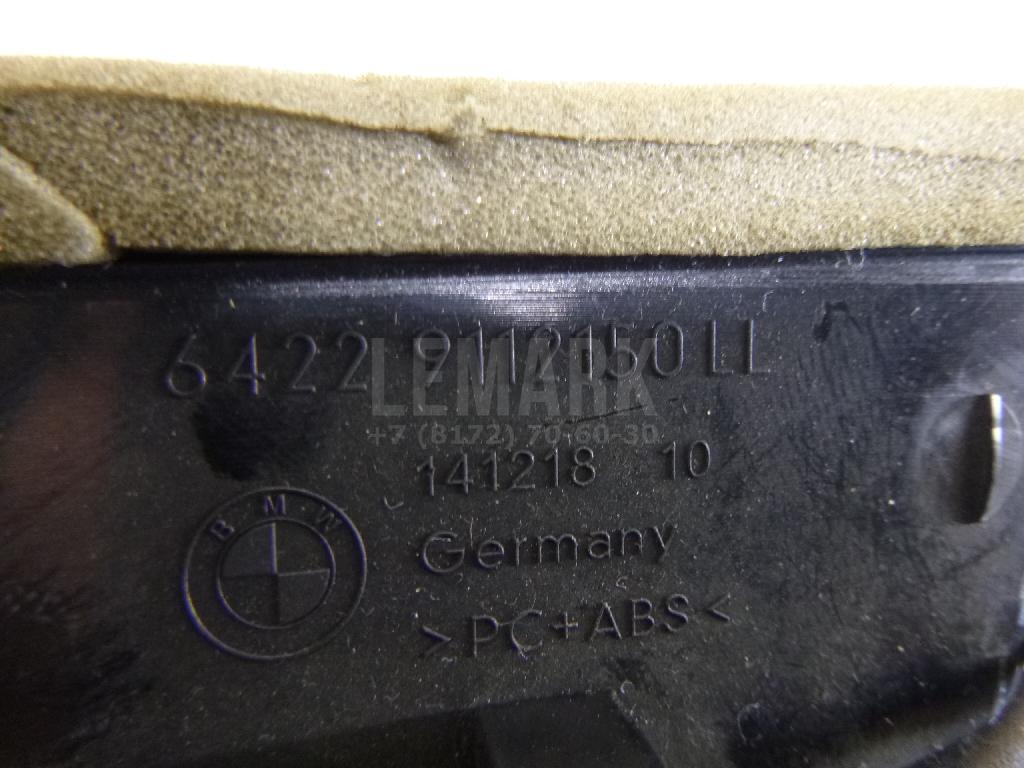 6422 9112150 LL
LEMARK
+7 (8172) 70-60-30
141218 10
BMW
Germany
>PC+ABS<